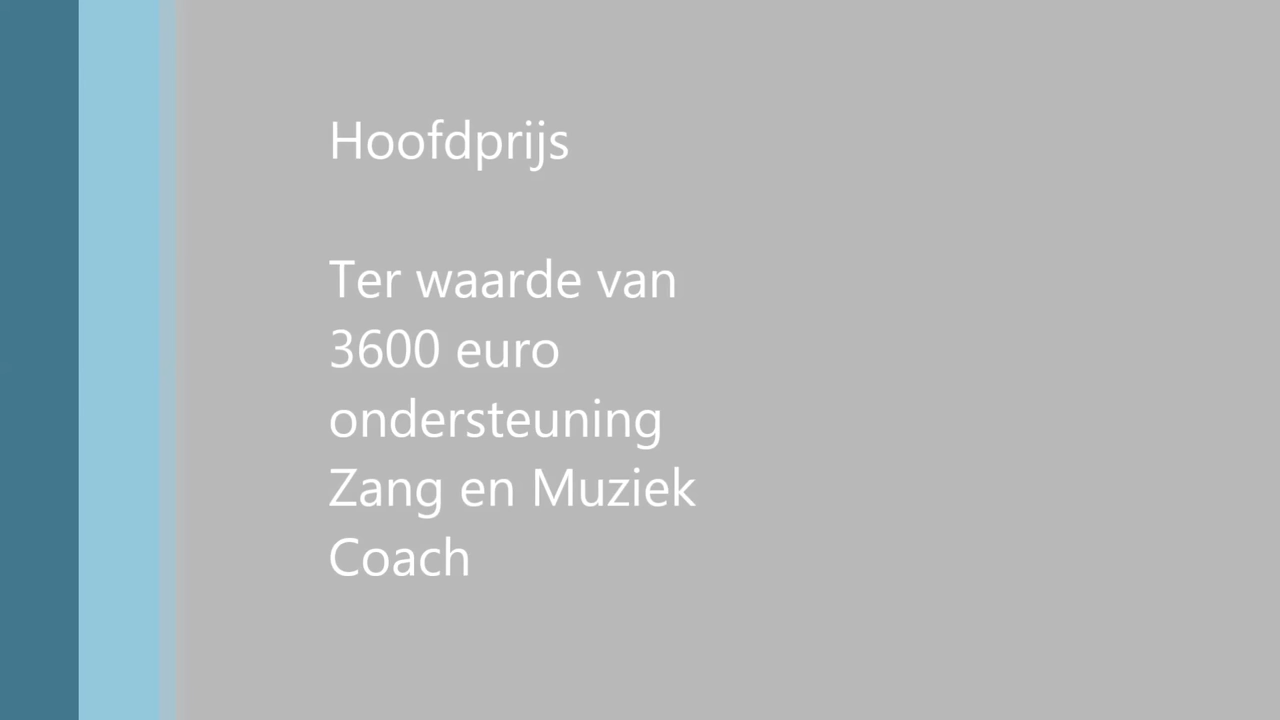 Hoofdprijs
Ter waarde van
3600 euro
ondersteuning
Zang en Muziek
Coach